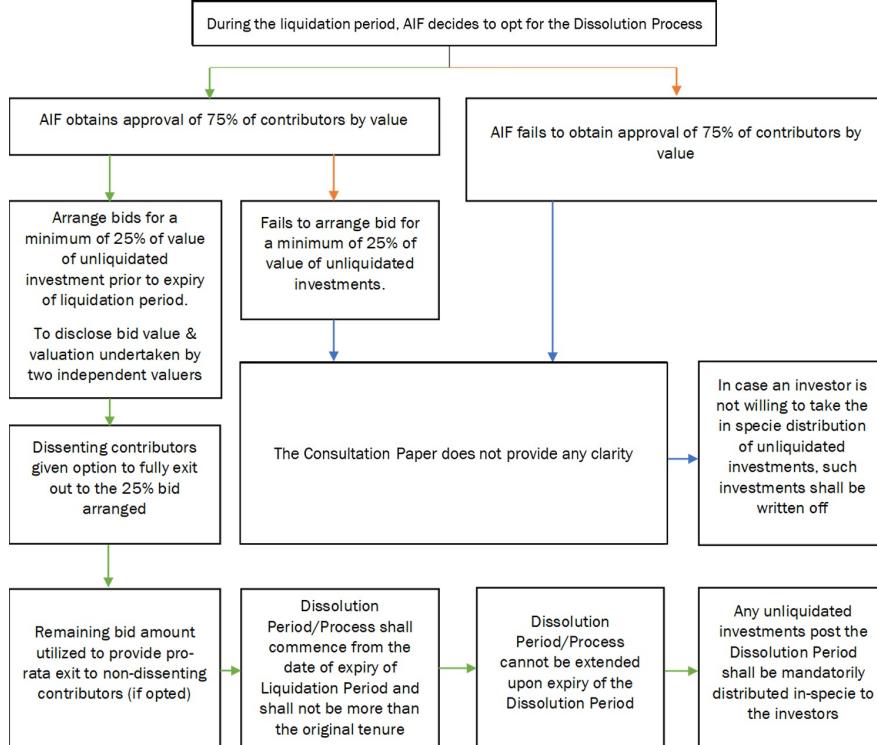 During the liquidation period, AIF decides to opt for the Dissolution Process
AIF obtains approval of 75% of contributors by value
AIF fails to obtain approval of 75% of contributors by
value
Arrange bids for a
minimum of 25% of value
of unliquidated
investment prior to expiry
of liquidation period.
To disclose bid value &
valuation undertaken by
two independent valuers
Fails to arrange bid for
a minimum of 25% of
value of unliquidated
investments.
The Consultation Paper does not provide any clarity
In case an investor is
not willing to take the
in specie distribution
of unliquidated
investments, such
investments shall be
written off
Dissenting contributors
given option to fully exit
out to the 25% bid
arranged
Remaining bid amount
utilized to provide pro-
rata exit to non-dissenting
contributors (if opted)
Dissolution
Period/Process shall
commence from the
date of expiry of
Liquidation Period and
shall not be more than
the original tenure
Dissolution
Period/Process
cannot be extended
upon expiry of the
Dissolution Period
Any unliquidated
investments post the
Dissolution Period
shall be mandatorily
distributed in-specie to
the investors